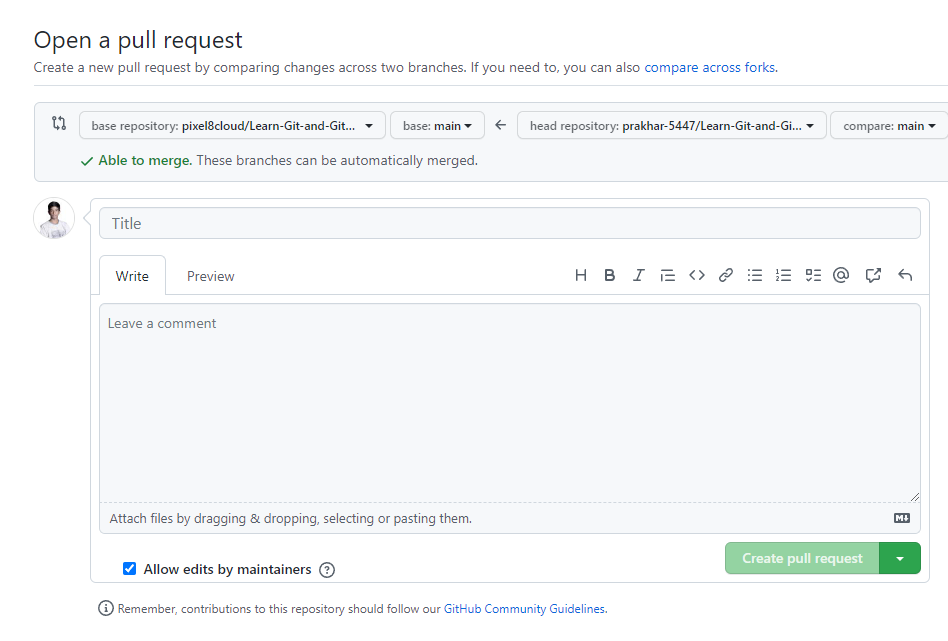 Open a pull request
Create a new pull request by comparing changes across two branches. If you need to, you can also compare across forks.
base repository: pixel8cloud/Learn-Git-and-Git... base: main head repository: prakhar-5447/Learn-Git-and-Gi... compare: main
Able to merge. These branches can be automatically merged.
Title
Write Preview H B I @
Leave a comment
Attach files by dragging & dropping, selecting or pasting them.
Allow edits by maintainers ? Create pull request
Remember, contributions to this repository should follow our GitHub Community Guidelines.